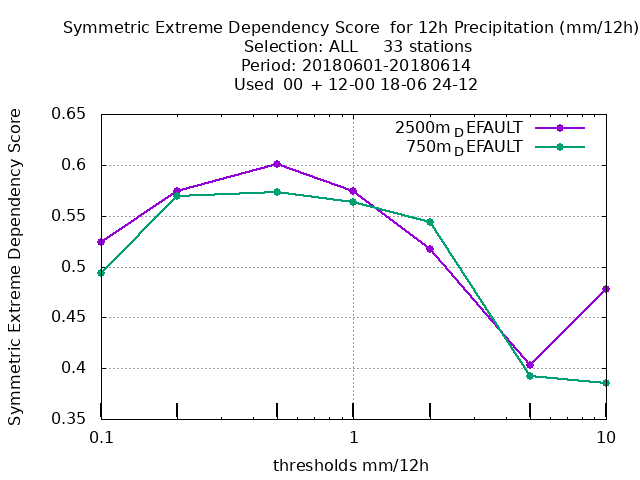 Symmetric Extreme Dependency Score  for 12h Precipitation (mm/12h)
Selection: ALL     33 stations
Period: 20180601-20180614
Used  00  + 12-00 18-06 24-12
2500m_DEFAULT
750m_DEFAULT
Symmetric Extreme Dependency Score
0.65
0.6
0.55
0.5
0.45
0.4
0.35
0.1
1
10
thresholds mm/12h